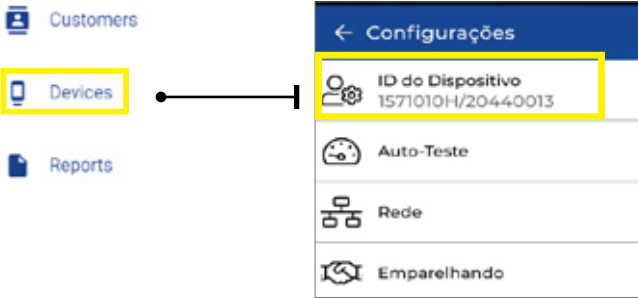 Customers
Devices
Reports
Configurações
ID do Dispositivo
1571010H/20440013
Auto-Teste
Rede
Emparelhando